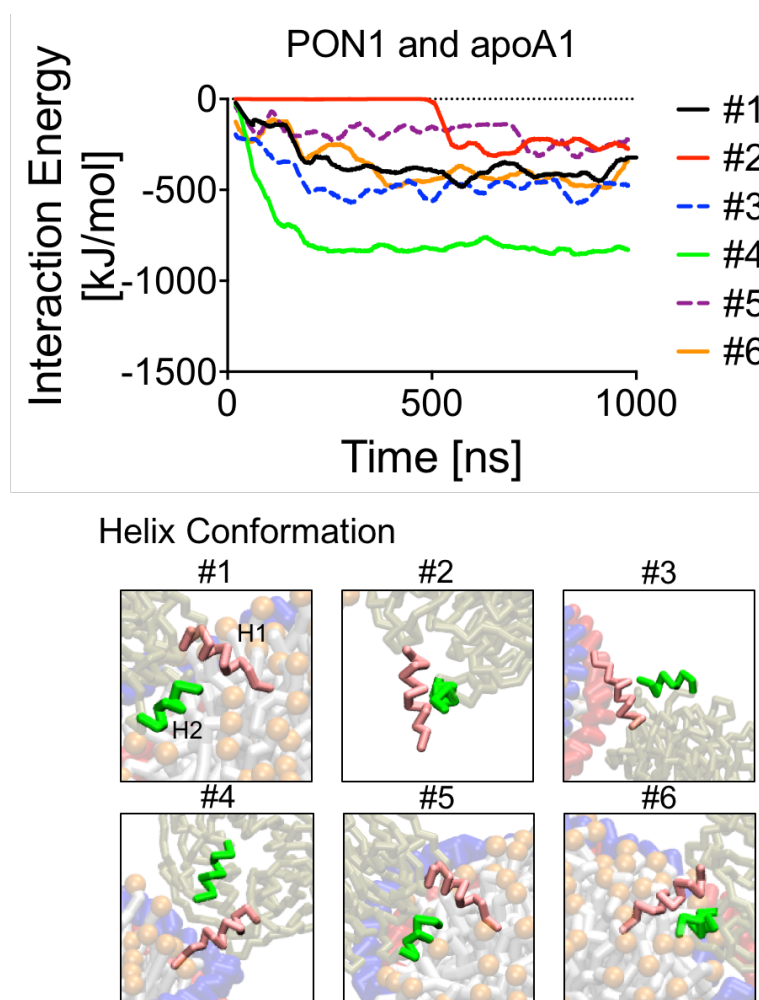 PON1 and apoA1
Interaction Energy
[kJ/mol]
0
-500
-1000
-1500
0
500
1000
Time [ns]
#1
#2
#3
#4
#5
#6
Helix Conformation
#1
#2
#3
H1
H2
#4
#5
#6